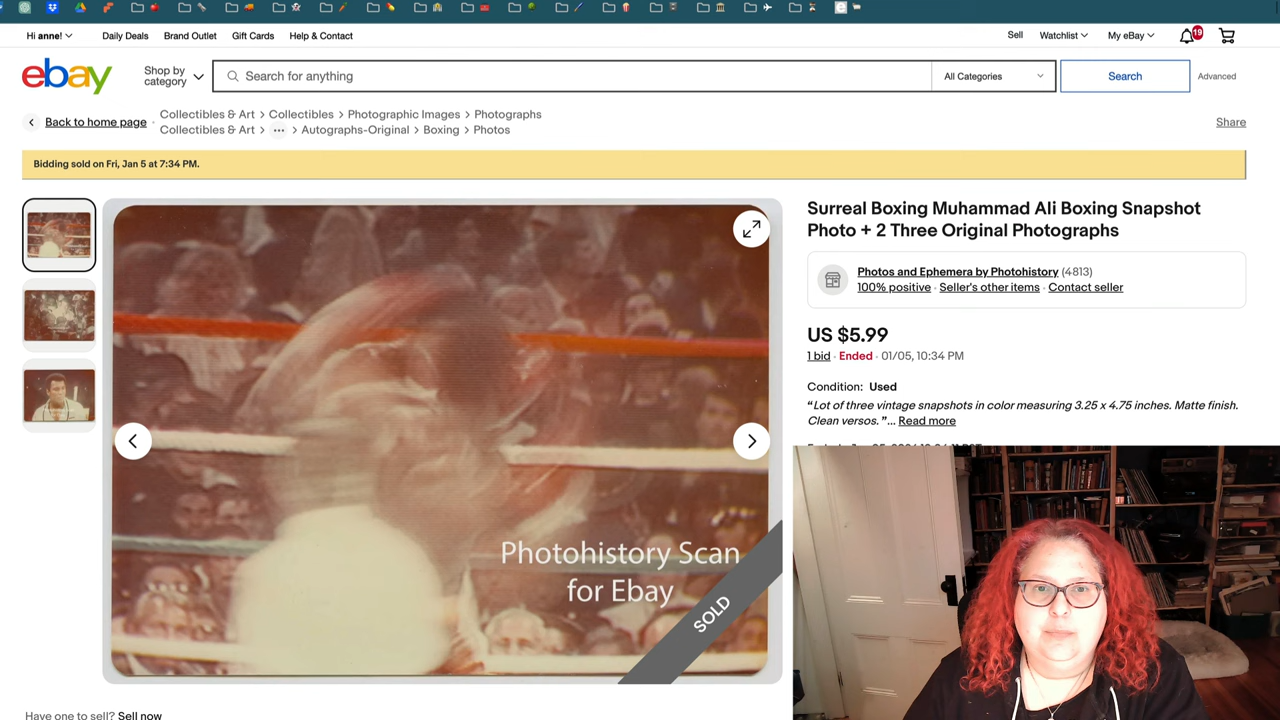 Hi anne!
Daily Deals
Brand Outlet
Gift Cards
Help & Contact
Sell
Watchlist
My eBay
19
ebay
Shop by
category
Search for anything
All Categories
Search
Advanced
Back to home page
Collectibles & Art > Collectibles > Photographic Images > Photographs
Collectibles & Art > ... > Autographs-Original > Boxing > Photos
Share
Bidding sold on Fri, Jan 5 at 7:34 PM.
Surreal Boxing Muhammad Ali Boxing Snapshot
Photo + 2 Three Original Photographs
Photos and Ephemera by Photohistory (4813)
100% positive · Seller's other items · Contact seller
US $5.99
1 bid · Ended · 01/05, 10:34 PM
Condition: Used
“Lot of three vintage snapshots in color measuring 3.25 x 4.75 inches. Matte finish.
Clean versos. ”... Read more
Photohistory Scan
for Ebay
SOLD
Have one to sell? Sell now